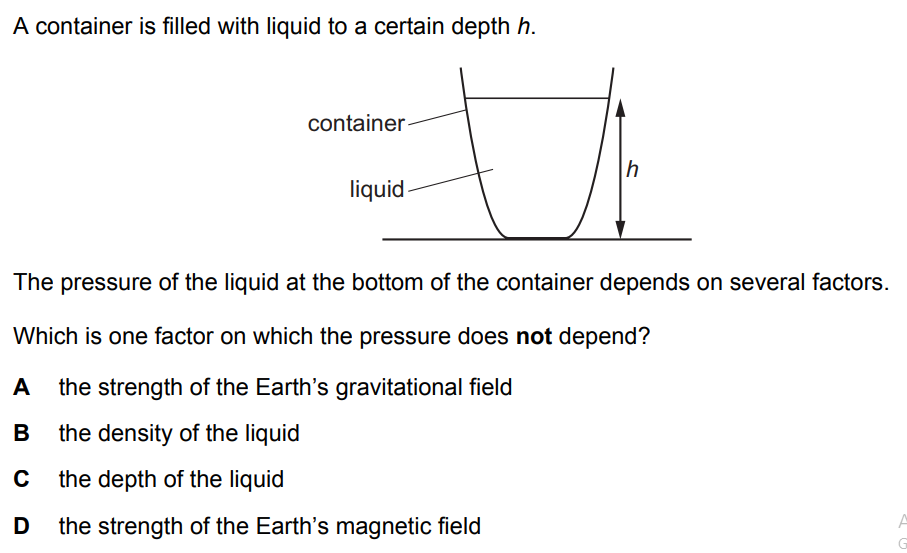 A container is filled with liquid to a certain depth h.
container
liquid
h
The pressure of the liquid at the bottom of the container depends on several factors.
Which is one factor on which the pressure does not depend?
A the strength of the Earth's gravitational field
B the density of the liquid
C the depth of the liquid
D the strength of the Earth's magnetic field